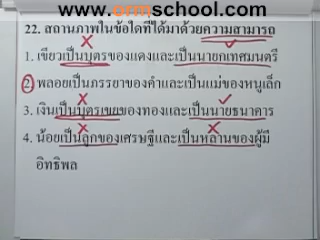 www.ormschool.com
22. สถานภาพในข้อใดที่ได้มาด้วยความสามารถ
1. เขียวเป็นบุตรของแดงและเป็นนายกเทศมนตรี
2. พลอยเป็นภรรยาของคำและเป็นแม่ของหนูเล็ก
3. เงินเป็นบุตรเขยของทองและเป็นนายธนาคาร
4. น้อยเป็นลูกของเศรษฐีและเป็นหลานของผู้มี
อิทธิพล